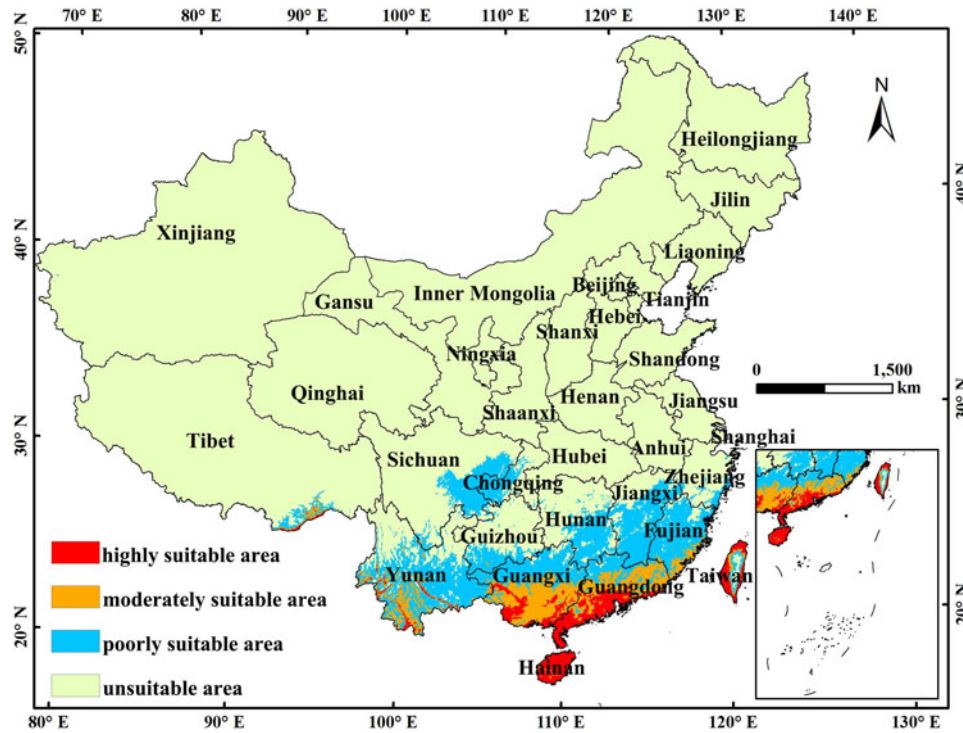 70° E 80° E 90° E 100° E 110° E 120° E 130° E 140° E
50° N
40° N
30° N
20° N
40° N
30° N
20° N
N
Heilongjiang
Jilin
Xinjiang
Liaoning
Beijing
Inner Mongolia
Tianjin
Gansu
Hebei
Shanxi
Ningxia
Shandong
0 1,500
km
Qinghai
Henan
Jiangsu
Shaanxi
Tibet
Shanghai
Anhui
Hubei
Sichuan
Zhejiang
Chongqing
Jiangxi
Hunan
Fujian
Guizhou
highly suitable area
Yunan
Guangxi
Taiwan
Guangdong
moderately suitable area
poorly suitable area
Hainan
unsuitable area
80° E 90° E 100° E 110° E 120° E 130° E